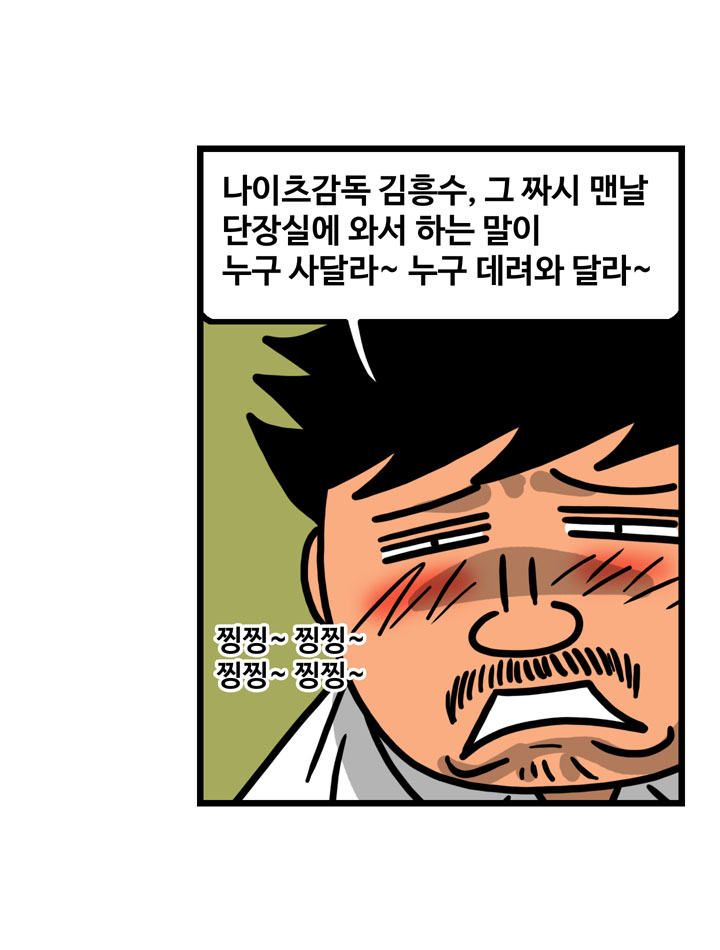 나이츠감독 김흥수, 그 짜시 맨날
단장실에 와서 하는 말이
누구 사달라~ 누구 데려와 달라~
찡찡~ 찡찡~
찡찡~ 찡찡~